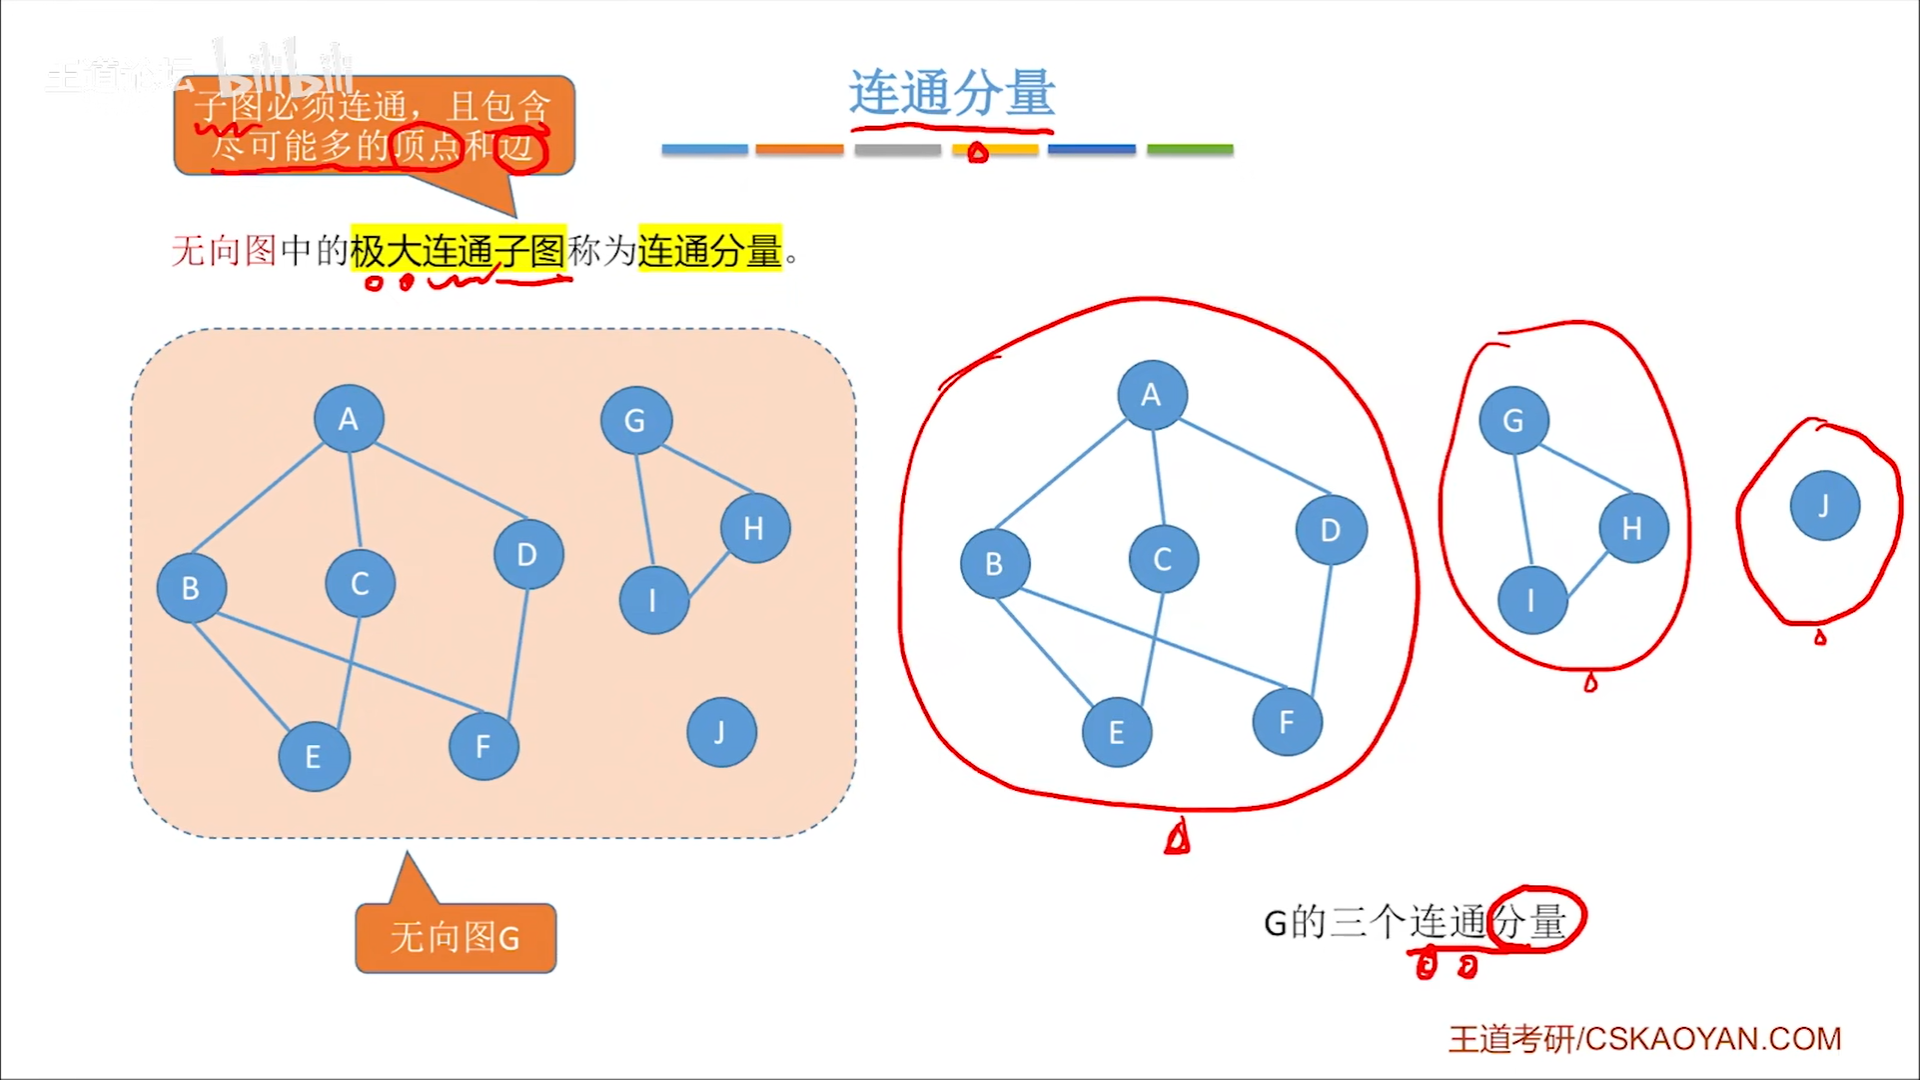 王道论坛 bilibili
连通分量
子图必须连通，且包含
尽可能多的顶点和边
无向图中的极大连通子图称为连通分量。
A
G
B
C
D
H
I
E
F
J
A
G
B
C
D
H
I
J
E
F
无向图G
G的三个连通分量
王道考研/CSKAOYAN.COM